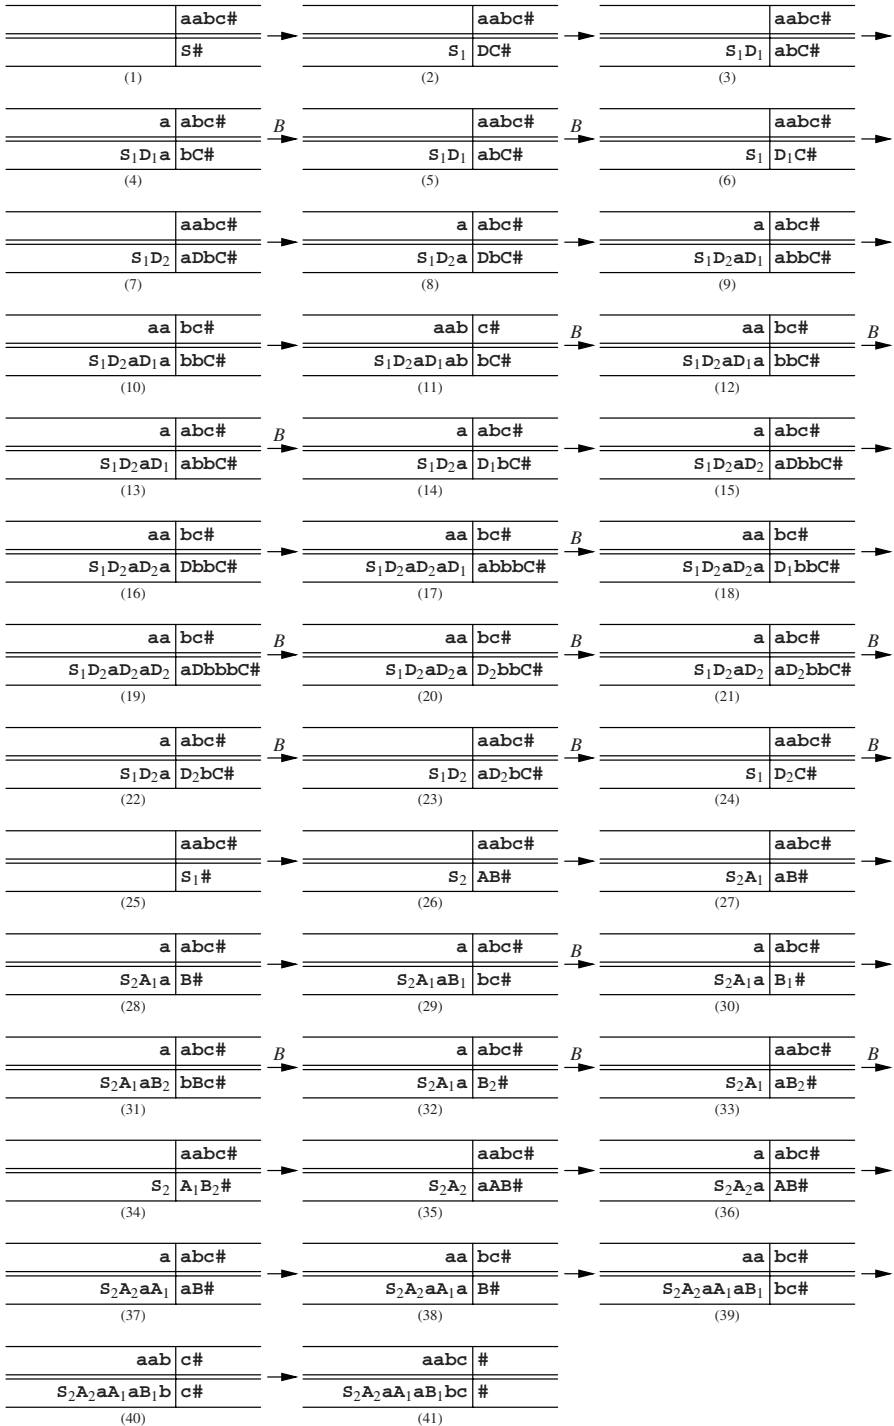 aabc# aabc# aabc#
S# S₁ DC# S₁D₁ abC#
(1) (2) (3)
a abc# B aabc# B aabc#
S₁D₁a bC# S₁D₁ abC# S₁ D₁C#
(4) (5) (6)
aabc# a abc# a abc#
S₁D₂ aDbC# S₁D₂a DbC# S₁D₂aD₁ abbC#
(7) (8) (9)
aa bc# aab c# B aa bc# B
S₁D₂aD₁a bbC# S₁D₂aD₁ab bC# S₁D₂aD₁a bbC#
(10) (11) (12)
a abc# B a abc# a abc#
S₁D₂aD₁ abbC# S₁D₂a D₁bC# S₁D₂aD₂ aDbbC#
(13) (14) (15)
aa bc# aa bc# B aa bc#
S₁D₂aD₂a DbbC# S₁D₂aD₂aD₁ abbbC# S₁D₂aD₂a D₁bbC#
(16) (17) (18)
aa bc# B aa bc# B a abc# B
S₁D₂aD₂aD₂ aDbbbC# S₁D₂aD₂a D₂bbC# S₁D₂aD₂ aD₂bbC#
(19) (20) (21)
a abc# B aabc# B aabc# B
S₁D₂a D₂bC# S₁D₂ aD₂bC# S₁ D₂C#
(22) (23) (24)
aabc# aabc# aabc#
S₁# S₂ AB# S₂A₁ aB#
(25) (26) (27)
a abc# a abc# B a abc#
S₂A₁a B# S₂A₁aB₁ bc# S₂A₁a B₁#
(28) (29) (30)
a abc# B a abc# B aabc# B
S₂A₁aB₂ bBc# S₂A₁a B₂# S₂A₁ aB₂#
(31) (32) (33)
aabc# aabc# a abc#
S₂ A₁B₂# S₂A₂ aAB# S₂A₂a AB#
(34) (35) (36)
a abc# aa bc# aa bc#
S₂A₂aA₁ aB# S₂A₂aA₁a B# S₂A₂aA₁aB₁ bc#
(37) (38) (39)
aab c# aabc #
S₂A₂aA₁aB₁b c# S₂A₂aA₁aB₁bc #
(40) (41)